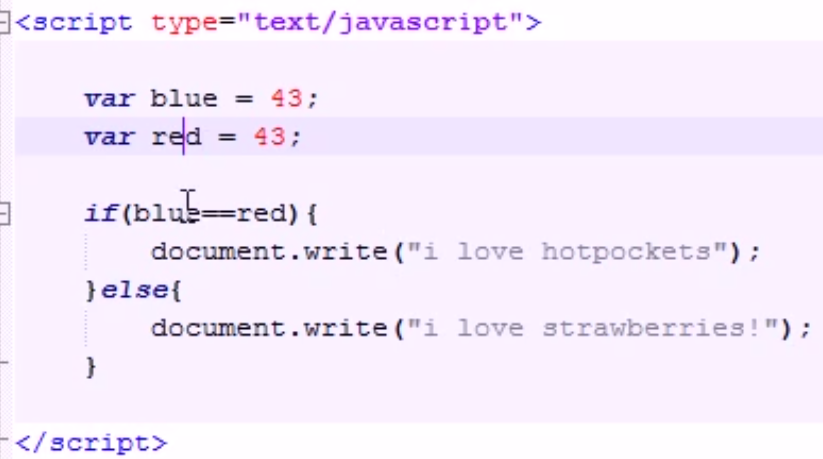 <script type="text/javascript">
var blue = 43;
var red = 43;
if(blue==red){
document.write("i love hotpockets");
}else{
document.write("i love strawberries!");
}
</script>